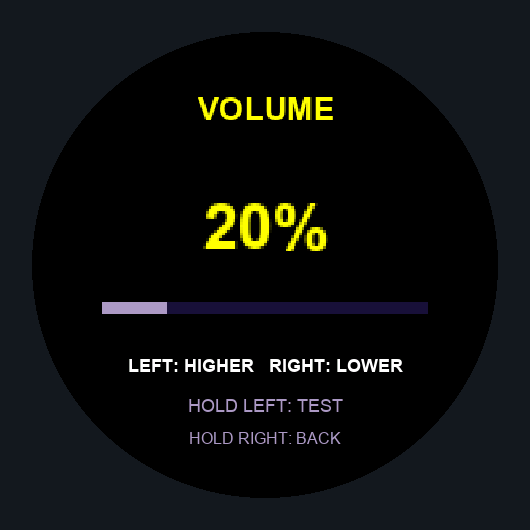 VOLUME
20%
LEFT: HIGHER   RIGHT: LOWER
HOLD LEFT: TEST
HOLD RIGHT: BACK